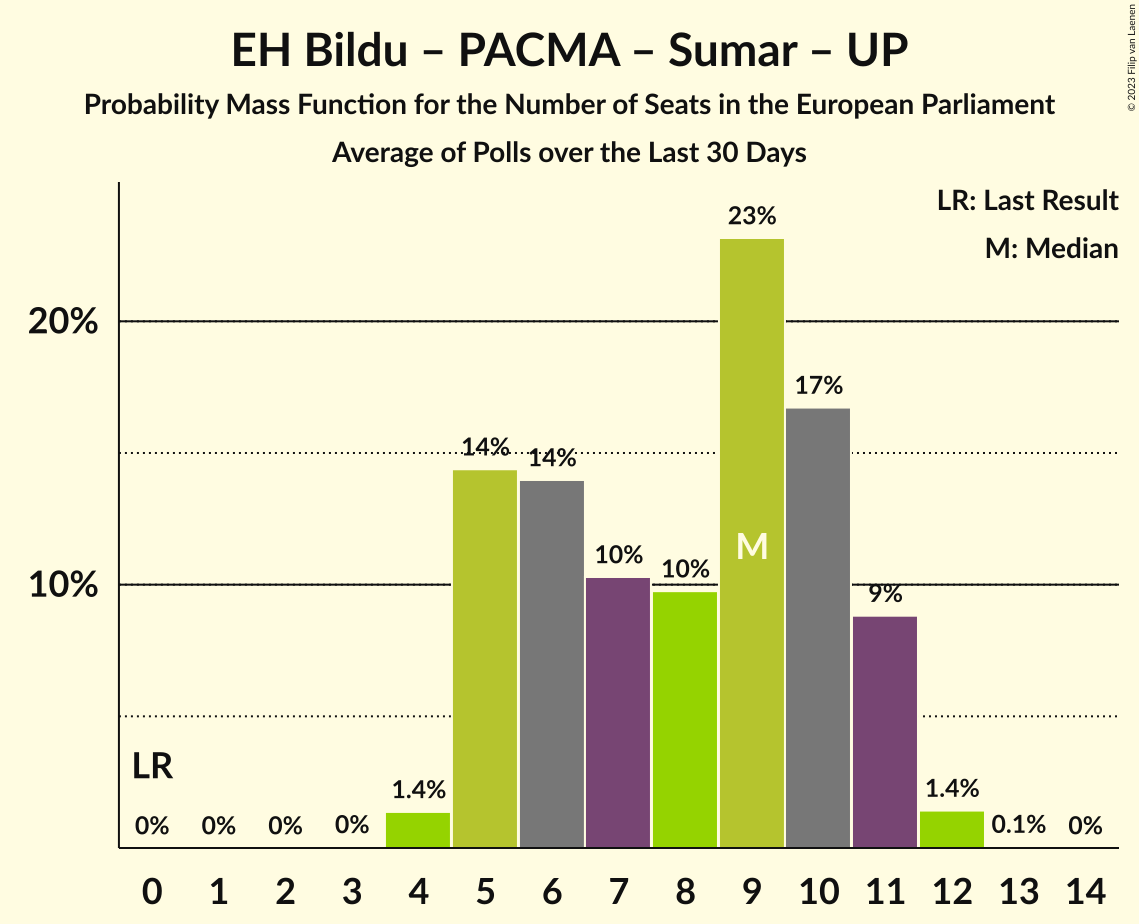 EH Bildu – PACMA – Sumar – UP
Probability Mass Function for the Number of Seats in the European Parliament
Average of Polls over the Last 30 Days
© 2023 Filip van Laenen
LR: Last Result
M: Median
23%
20%
17%
14%
14%
10%
10%
10%
9%
M
LR
0%
0%
0%
0%
1.4%
1.4%
0.1%
0%
0 1 2 3 4 5 6 7 8 9 10 11 12 13 14